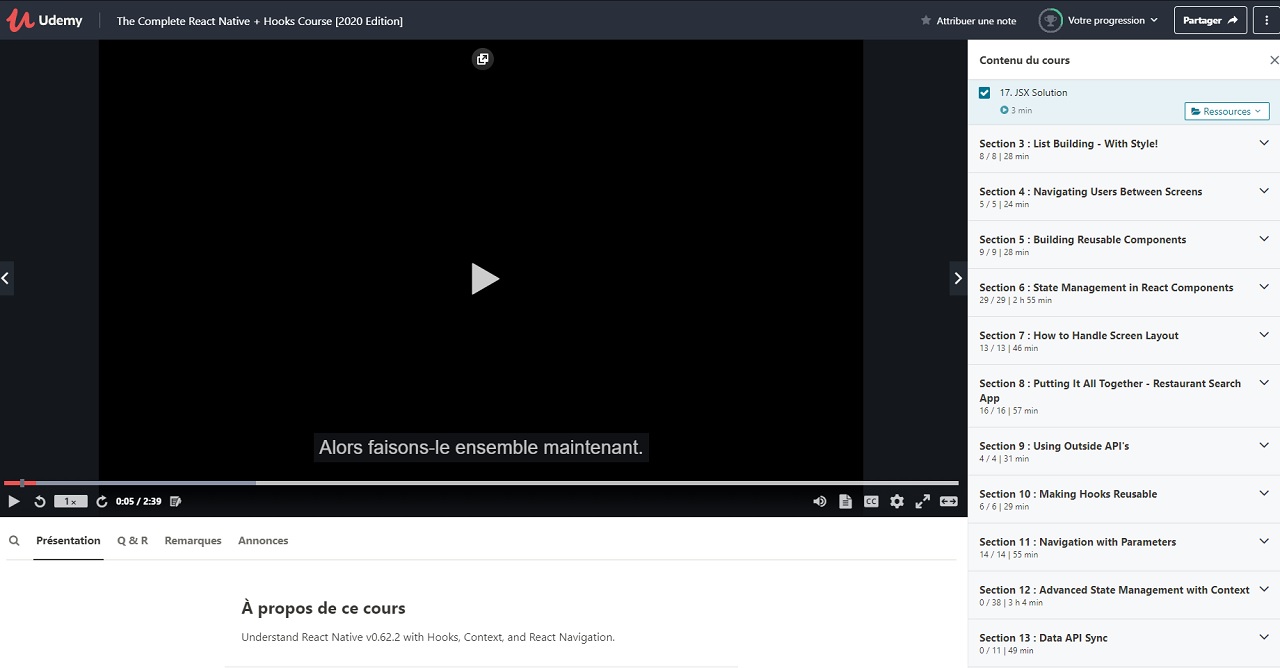 Udemy
The Complete React Native + Hooks Course [2020 Edition]
Attribuer une note
Votre progression
Partager
Alors faisons-le ensemble maintenant.
1×
0:05 / 2:39
CC
Présentation
Q & R
Remarques
Annonces
À propos de ce cours
Understand React Native v0.62.2 with Hooks, Context, and React Navigation.
Contenu du cours
17. JSX Solution
3 min
Ressources
Section 3 : List Building - With Style!
8 / 8 | 28 min
Section 4 : Navigating Users Between Screens
5 / 5 | 24 min
Section 5 : Building Reusable Components
9 / 9 | 28 min
Section 6 : State Management in React Components
29 / 29 | 2 h 55 min
Section 7 : How to Handle Screen Layout
13 / 13 | 46 min
Section 8 : Putting It All Together - Restaurant Search
App
16 / 16 | 57 min
Section 9 : Using Outside API's
4 / 4 | 31 min
Section 10 : Making Hooks Reusable
6 / 6 | 29 min
Section 11 : Navigation with Parameters
14 / 14 | 55 min
Section 12 : Advanced State Management with Context
0 / 38 | 3 h 4 min
Section 13 : Data API Sync
0 / 11 | 49 min